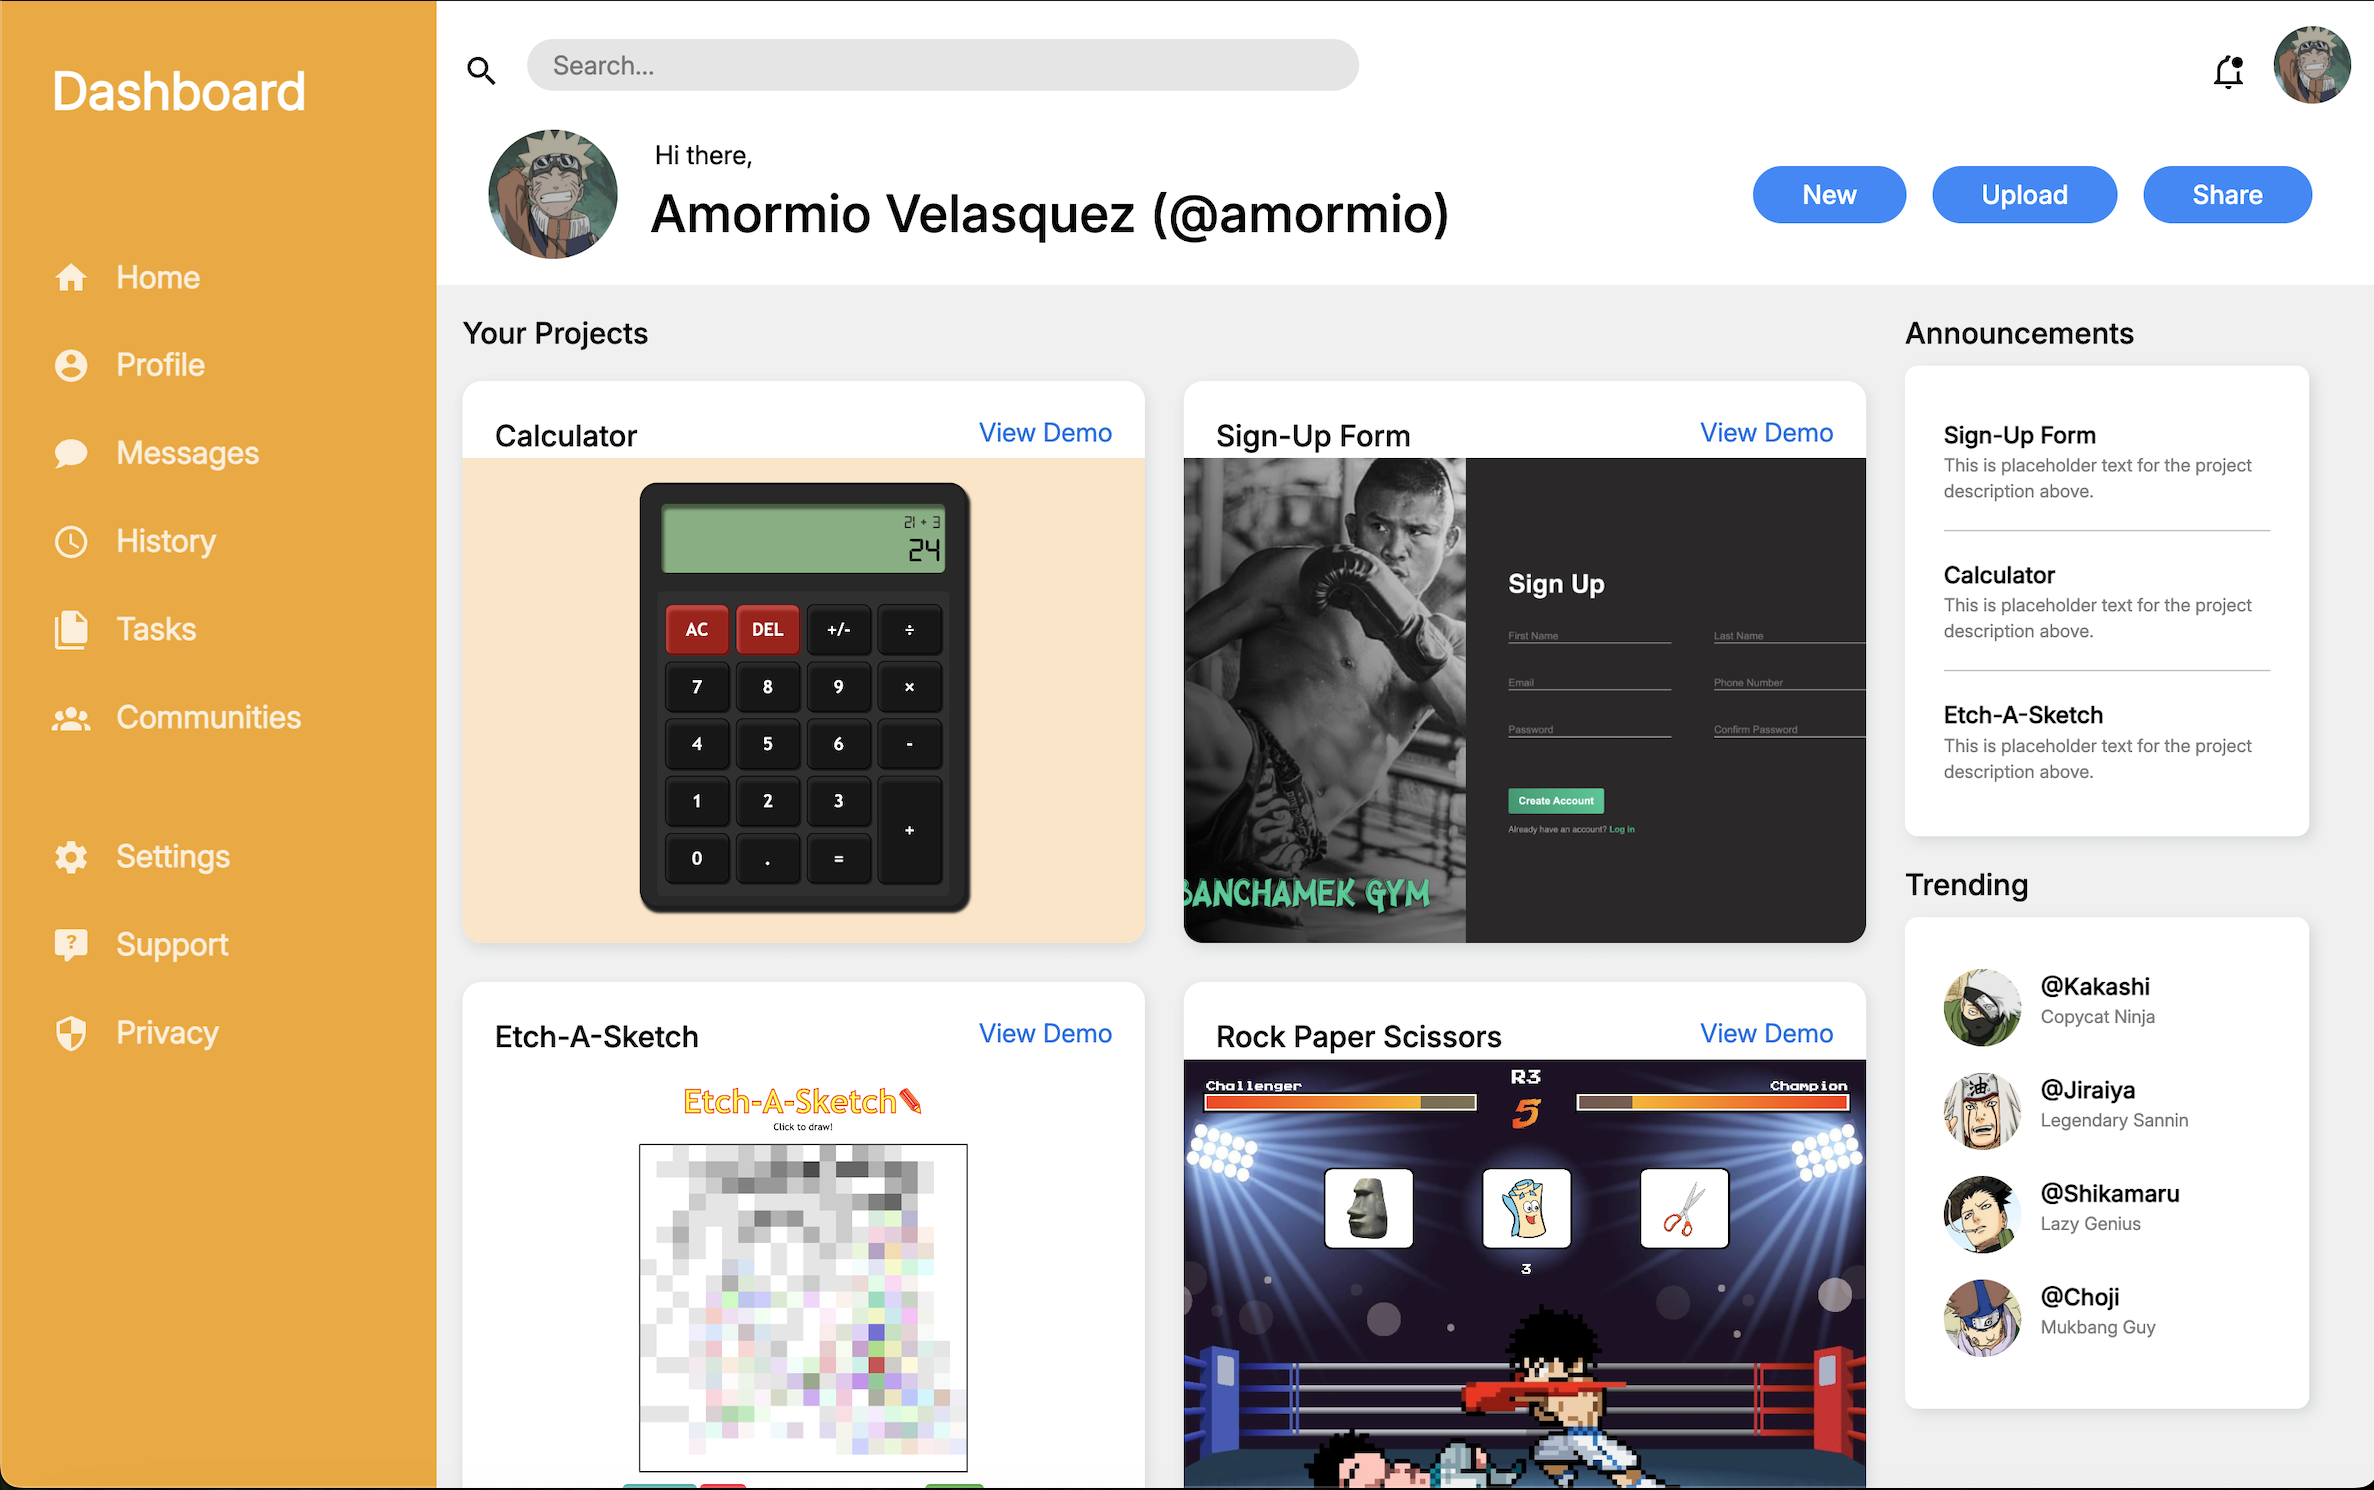 Dashboard
Home
Profile
Messages
History
Tasks
Communities
Settings
Support
Privacy
Search...
Hi there,
Amormio Velasquez (@amormio)
New
Upload
Share
Your Projects
Calculator
View Demo
21 + 3
24
AC DEL +/- ÷
7 8 9 ×
4 5 6 -
1 2 3
+
0 . =
Sign-Up Form
View Demo
BANCHAMEK GYM
Sign Up
First Name
Last Name
Email
Phone Number
Password
Confirm Password
Create Account
Already have an account? Log In
Etch-A-Sketch
View Demo
Etch-A-Sketch
Click to draw!
Rock Paper Scissors
View Demo
Challenger
R3
Champion
5
3
Announcements
Sign-Up Form
This is placeholder text for the project
description above.
Calculator
This is placeholder text for the project
description above.
Etch-A-Sketch
This is placeholder text for the project
description above.
Trending
@Kakashi
Copycat Ninja
@Jiraiya
Legendary Sannin
@Shikamaru
Lazy Genius
@Choji
Mukbang Guy